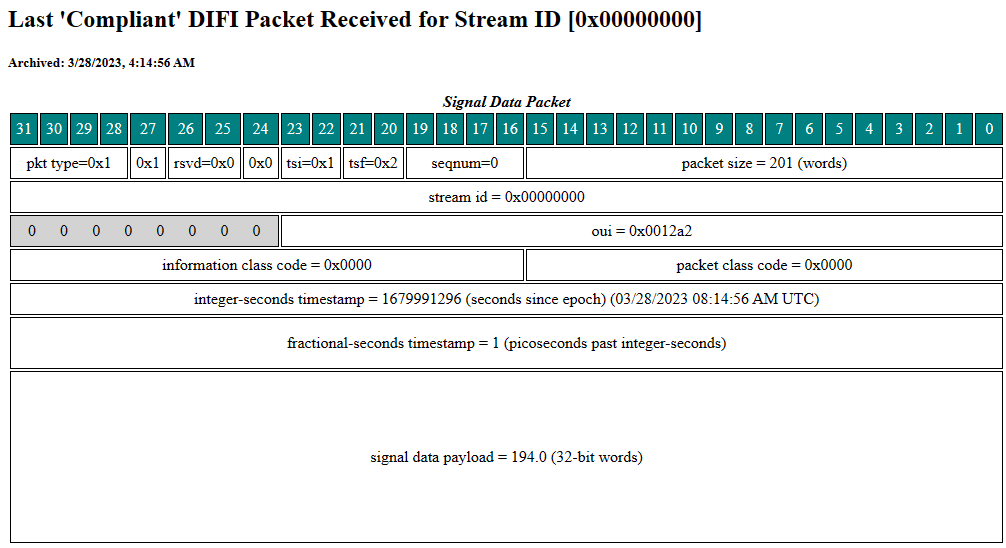 Last 'Compliant' DIFI Packet Received for Stream ID [0x00000000]
Archived: 3/28/2023, 4:14:56 AM
Signal Data Packet
31 30 29 28 27 26 25 24 23 22 21 20 19 18 17 16 15 14 13 12 11 10 9 8 7 6 5 4 3 2 1 0
pkt type=0x1 0x1 rsvd=0x0 0x0 tsi=0x1 tsf=0x2 seqnum=0 packet size = 201 (words)
stream id = 0x00000000
0 0 0 0 0 0 0 0 oui = 0x0012a2
information class code = 0x0000 packet class code = 0x0000
integer-seconds timestamp = 1679991296 (seconds since epoch) (03/28/2023 08:14:56 AM UTC)
fractional-seconds timestamp = 1 (picoseconds past integer-seconds)
signal data payload = 194.0 (32-bit words)